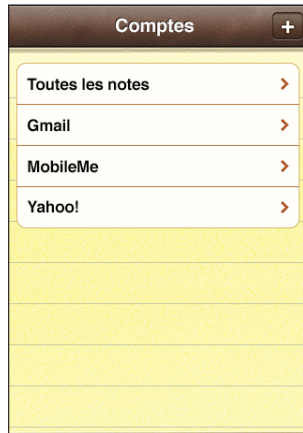 Comptes +
Toutes les notes
Gmail
MobileMe
Yahoo!